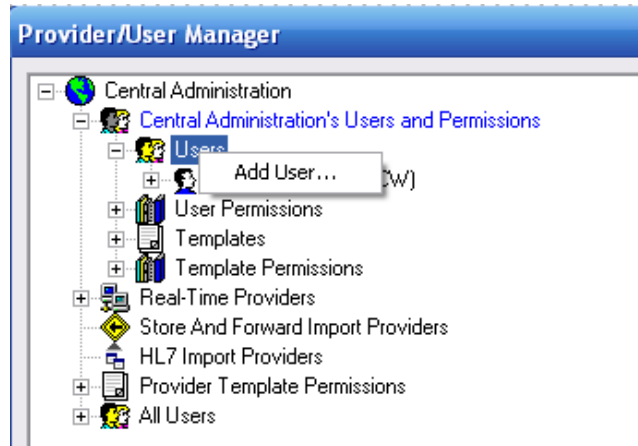 Provider/User Manager
Central Administration
Central Administration's Users and Permissions
Users
Add User...
CW)
User Permissions
Templates
Template Permissions
Real-Time Providers
Store And Forward Import Providers
HL7 Import Providers
Provider Template Permissions
All Users